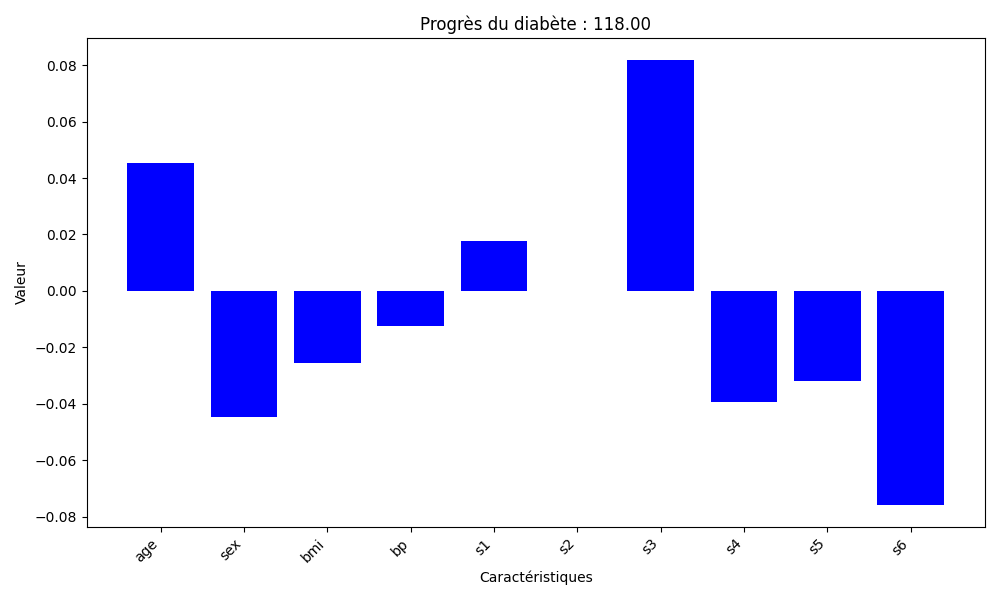 Progrès du diabète : 118.00
0.08
0.06
0.04
0.02
0.00
−0.02
−0.04
−0.06
−0.08
Valeur
age sex bmi bp s1 s2 s3 s4 s5 s6
Caractéristiques